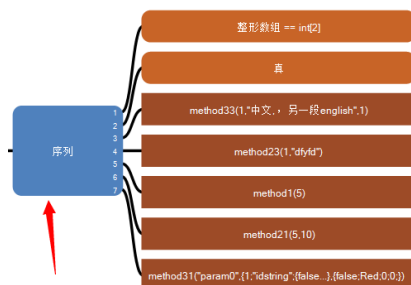 整形数组 == int[2]
真
method33(1,"中文.，另一段english",1)
method23(1,"dfyfd")
method1(5)
method21(5,10)
method31("param0",{1;"idstring";{false...},{false;Red;0;0;})
序列
1
2
3
4
5
6
7